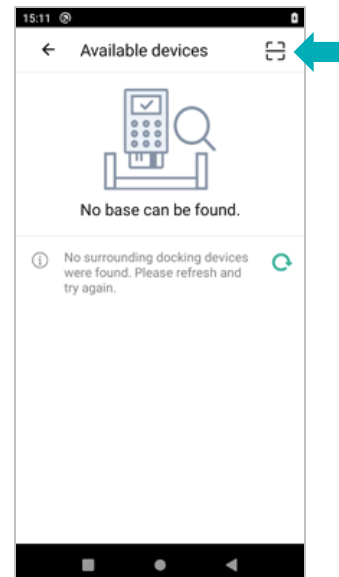 15:11
Available devices
No base can be found.
No surrounding docking devices
were found. Please refresh and
try again.